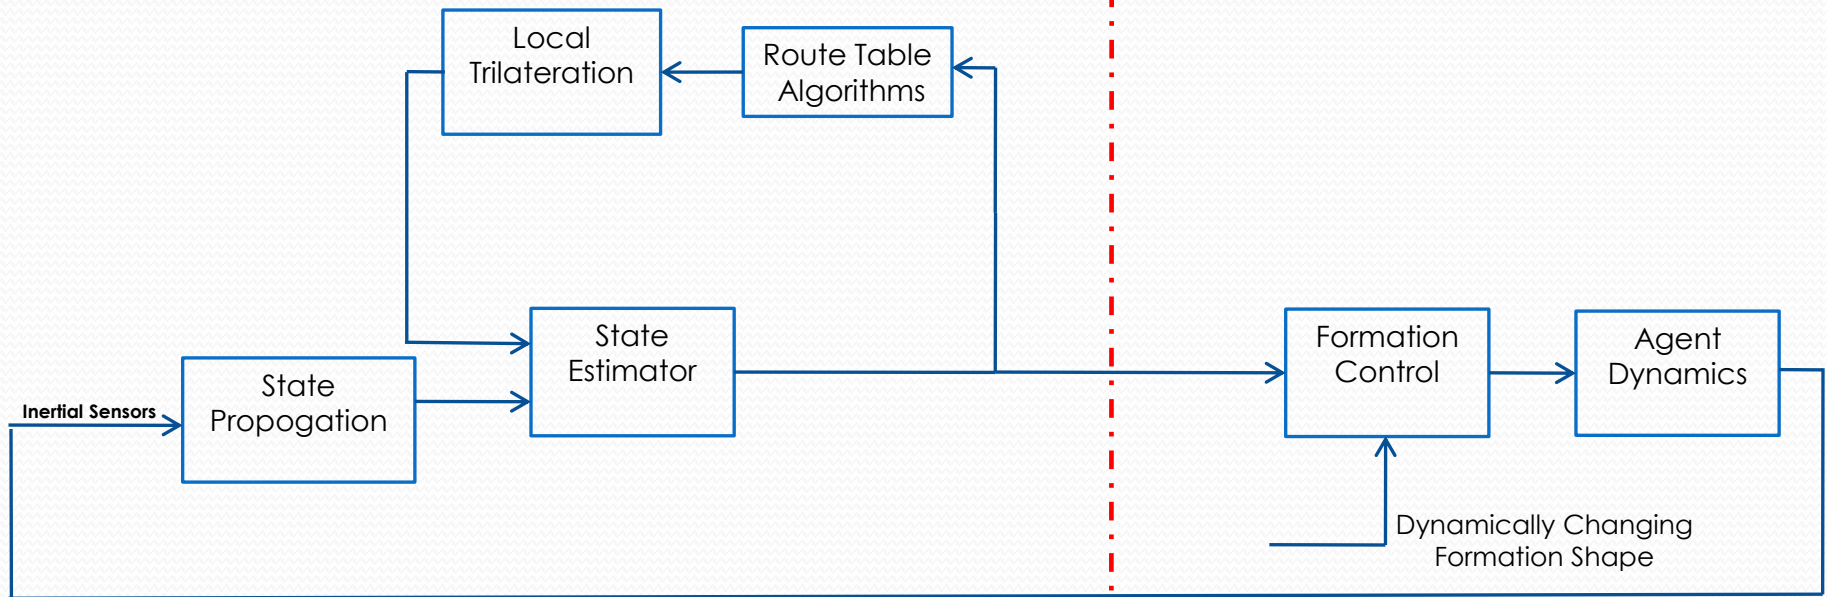 Local
Trilateration
Route Table
Algorithms
State
Estimator
Formation
Control
Agent
Dynamics
Inertial Sensors
State
Propogation
Dynamically Changing
Formation Shape